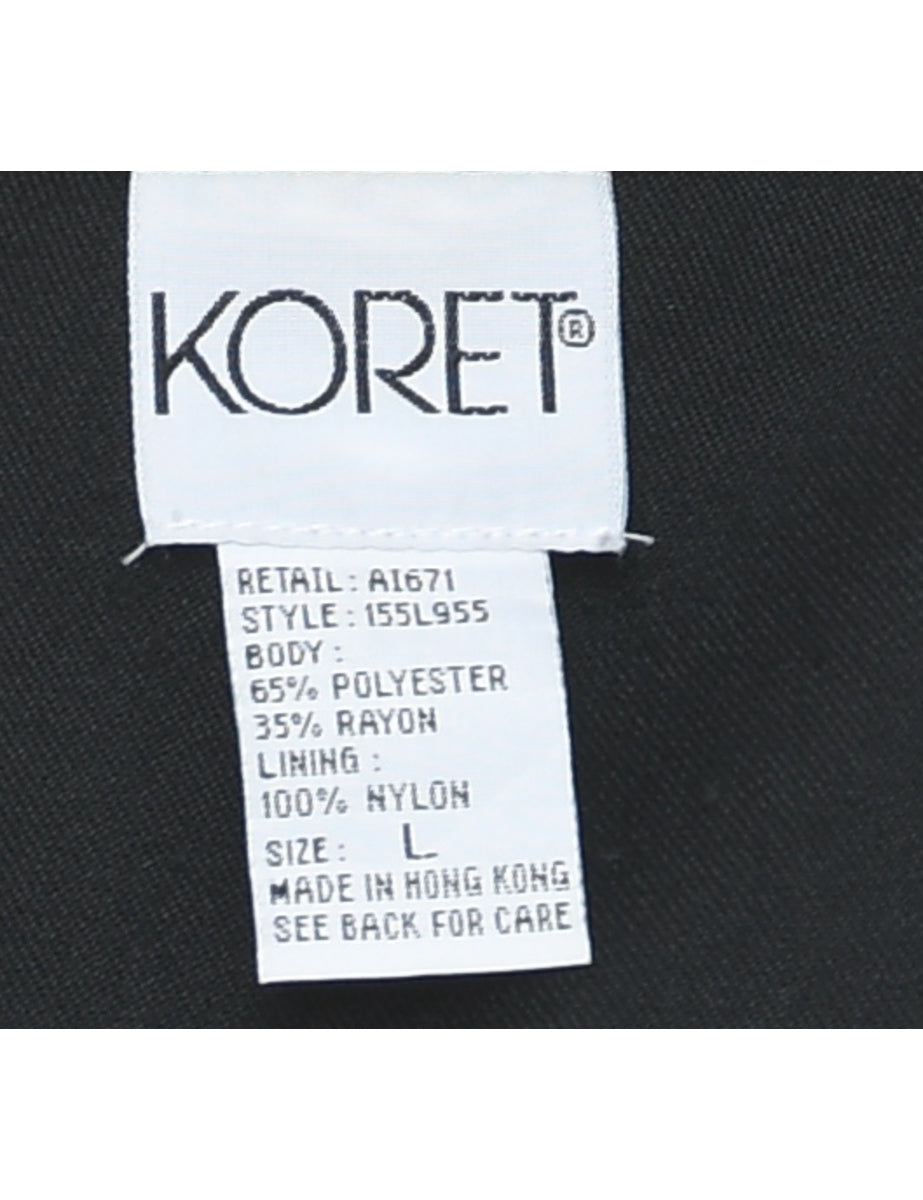 KORET®
RETAIL: AI671
STYLE: 155L955
BODY:
65% POLYESTER
35% RAYON
LINING:
100% NYLON
SIZE: L
MADE IN HONG KONG
SEE BACK FOR CARE